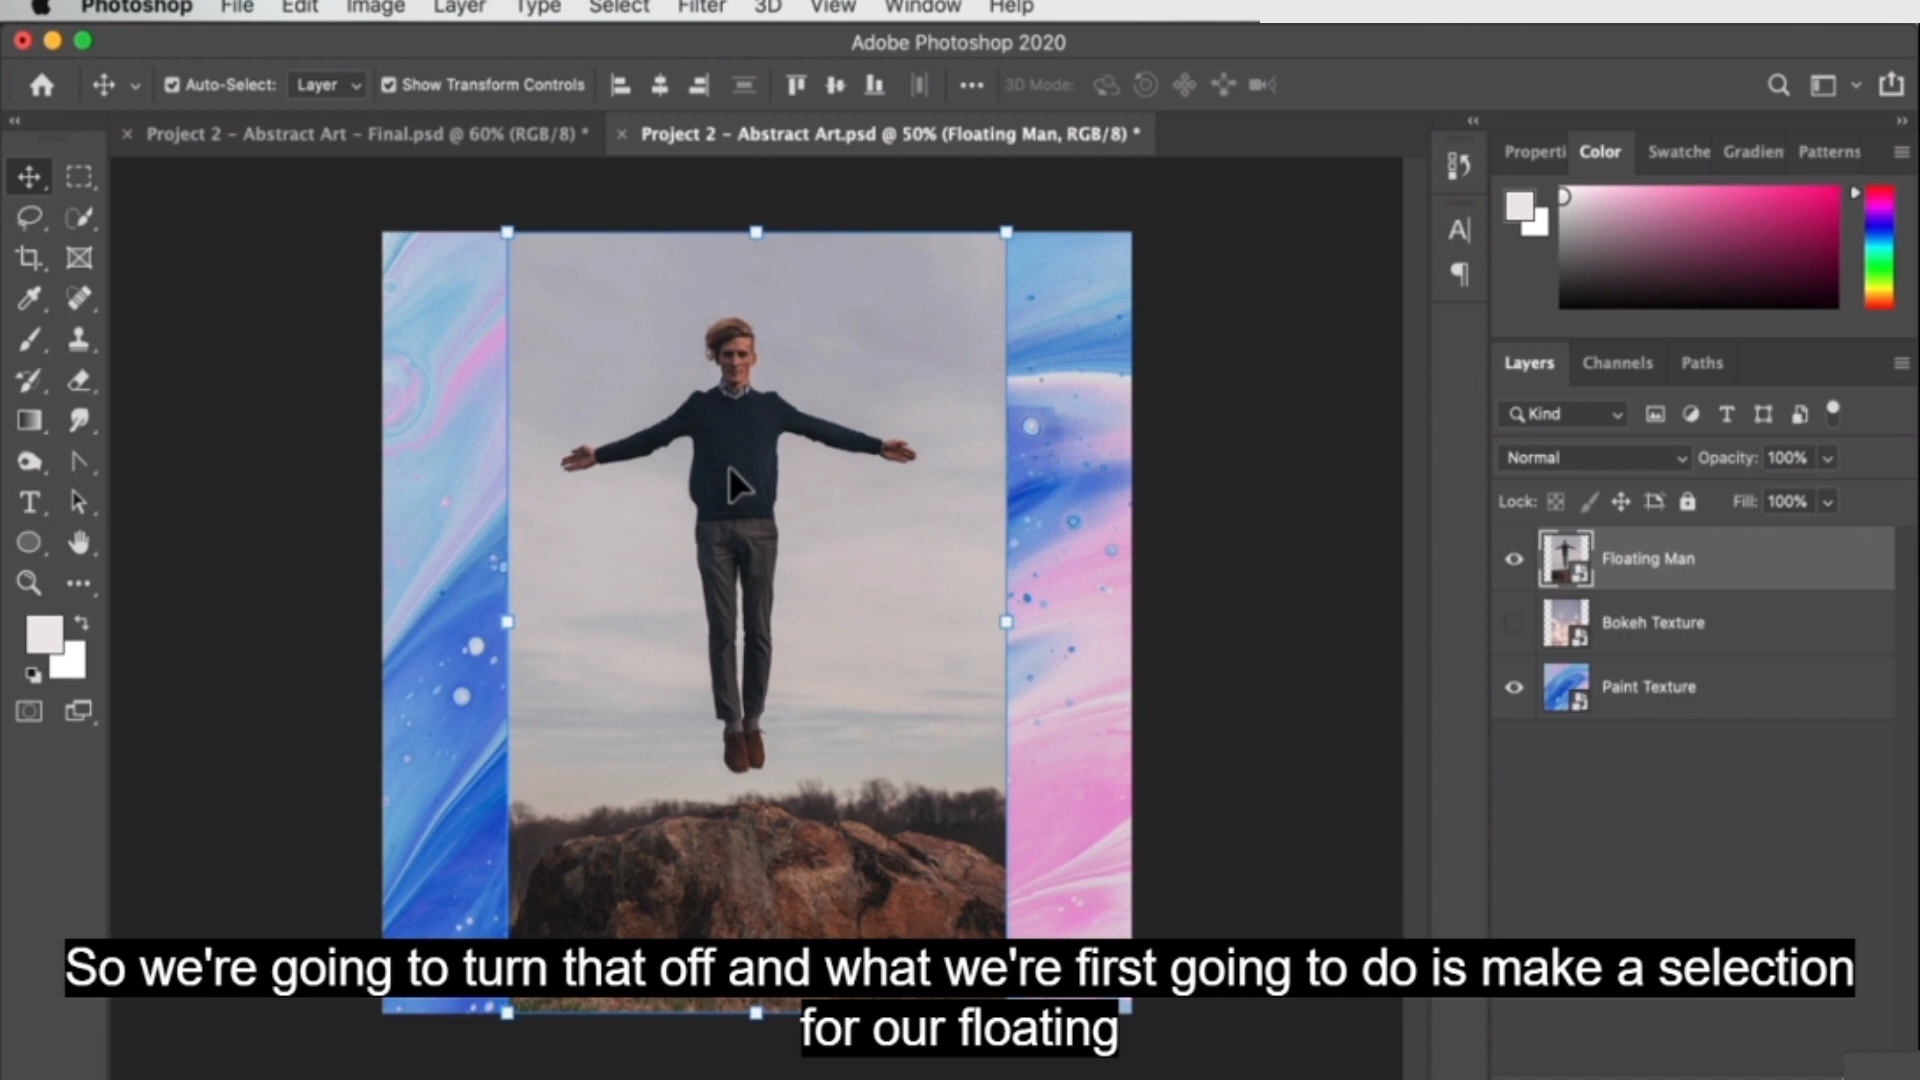 Photoshop File Edit Image Layer Type Select Filter 3D View Window Help
Adobe Photoshop 2020
Auto-Select: Layer Show Transform Controls 3D Mode:
× Project 2 – Abstract Art – Final.psd @ 60% (RGB/8) * × Project 2 – Abstract Art.psd @ 50% (Floating Man, RGB/8) *
Properti Color Swatche Gradien Patterns
Layers Channels Paths
Kind
Normal Opacity: 100%
Lock: Fill: 100%
Floating Man
Bokeh Texture
Paint Texture
So we're going to turn that off and what we're first going to do is make a selection
for our floating